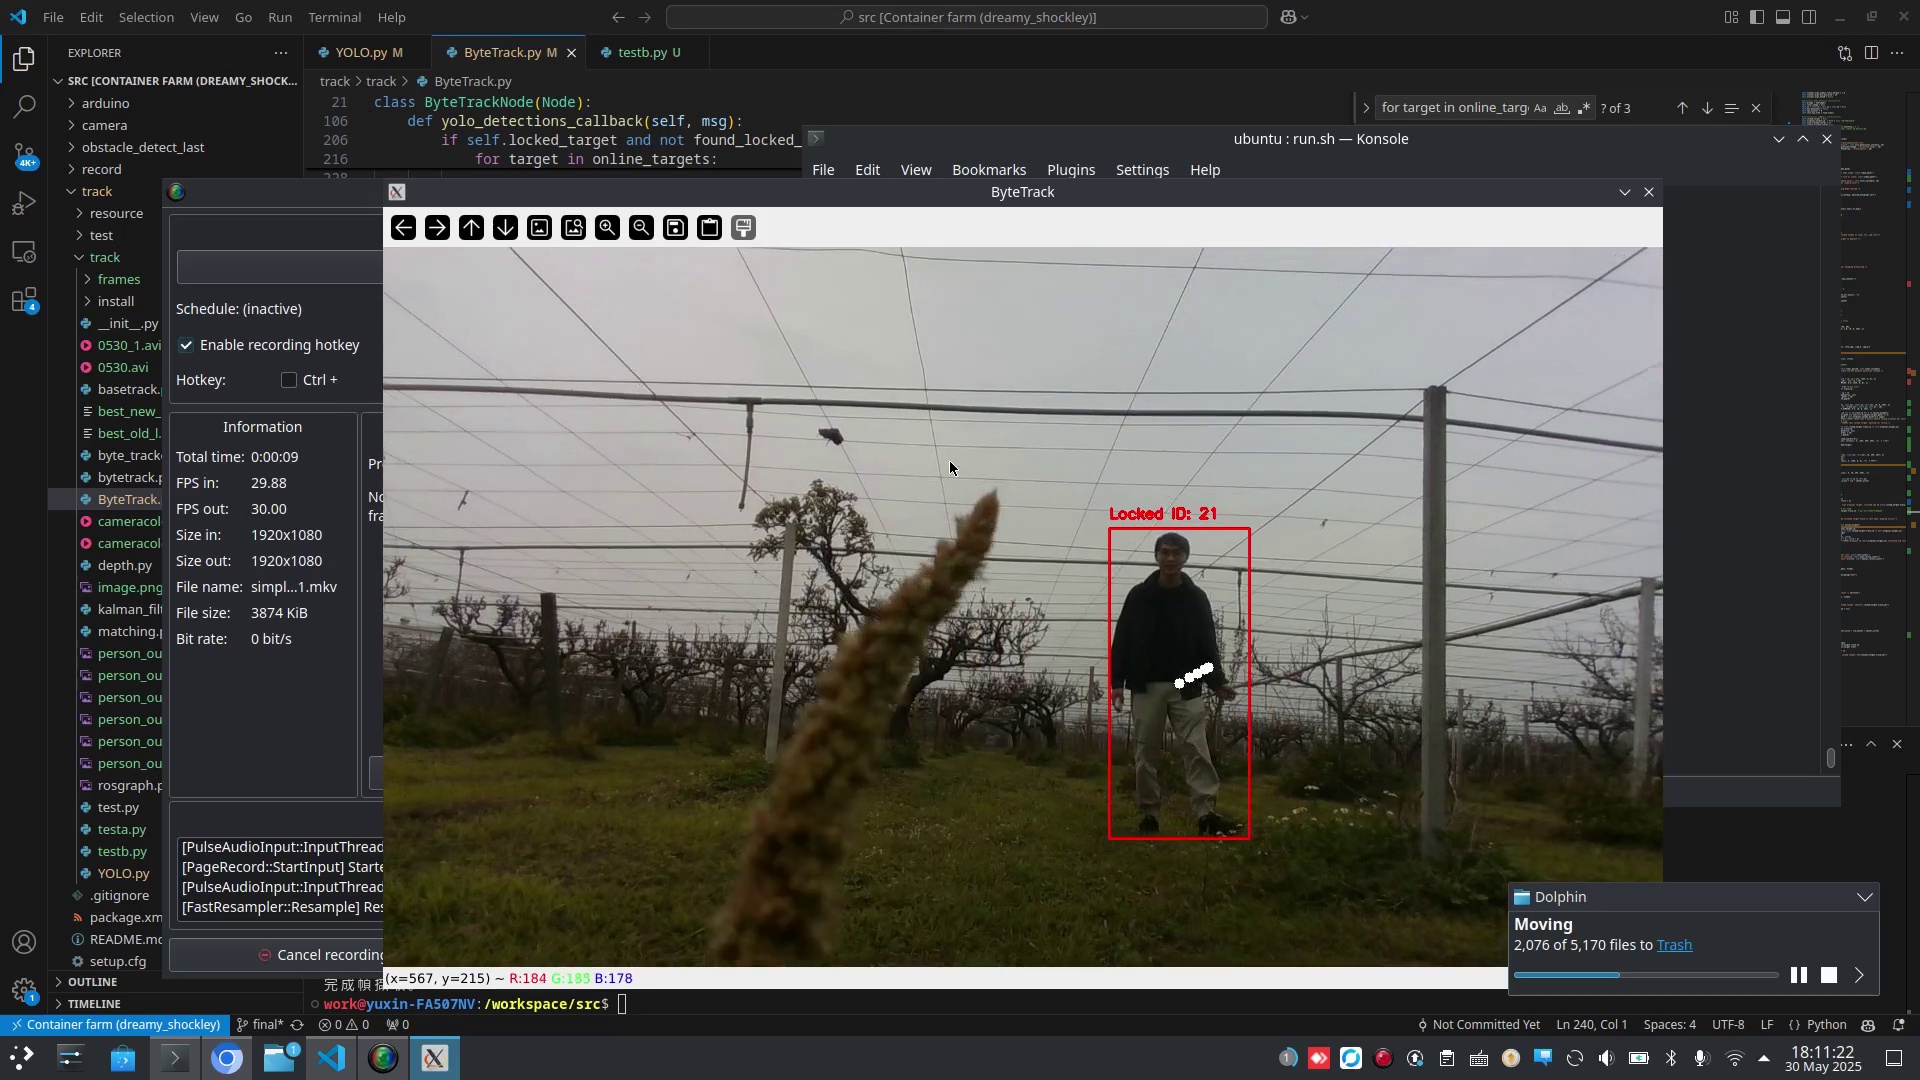 File Edit Selection View Go Run Terminal Help
src [Container farm (dreamy_shockley)]
EXPLORER
YOLO.py M
ByteTrack.py M
testb.py U
SRC [CONTAINER FARM (DREAMY_SHOCK...
track > track > ByteTrack.py
arduino
camera
obstacle_detect_last
record
track
resource
test
track
frames
install
__init__.py
0530_1.avi
0530.avi
basetrack.
best_new_
best_old_l.
byte_track
bytetrack.p
ByteTrack.
cameracol
cameracol
depth.py
image.png
kalman_filt
matching.p
person_ou
person_ou
person_ou
person_ou
person_ou
person_ou
rosgraph.p
test.py
testa.py
testb.py
YOLO.py
.gitignore
package.xm
README.md
setup.cfg
OUTLINE
TIMELINE
4K+
4
1
21 class ByteTrackNode(Node):
106 def yolo_detections_callback(self, msg):
206 if self.locked_target and not found_locked_
216 for target in online_targets:
for target in online_targ
Aa ab
? of 3
ubuntu : run.sh — Konsole
File Edit View Bookmarks Plugins Settings Help
Schedule: (inactive)
Enable recording hotkey
Hotkey: Ctrl +
Information
Total time: 0:00:09
FPS in: 29.88
FPS out: 30.00
Size in: 1920x1080
Size out: 1920x1080
File name: simpl...1.mkv
File size: 3874 KiB
Bit rate: 0 bit/s
Pr
No
fra
[PulseAudioInput::InputThread
[PageRecord::StartInput] Starte
[PulseAudioInput::InputThread
[FastResampler::Resample] Res
Cancel recording
ByteTrack
Locked ID: 21
(x=567, y=215) ~ R:184 G:185 B:178
work@yuxin-FA507NV:/workspace/src$
Dolphin
Moving
2,076 of 5,170 files to Trash
Container farm (dreamy_shockley)
final*
0 0
0
Not Committed Yet
Ln 240, Col 1
Spaces: 4
UTF-8
LF
{} Python
1
1
18:11:22
30 May 2025